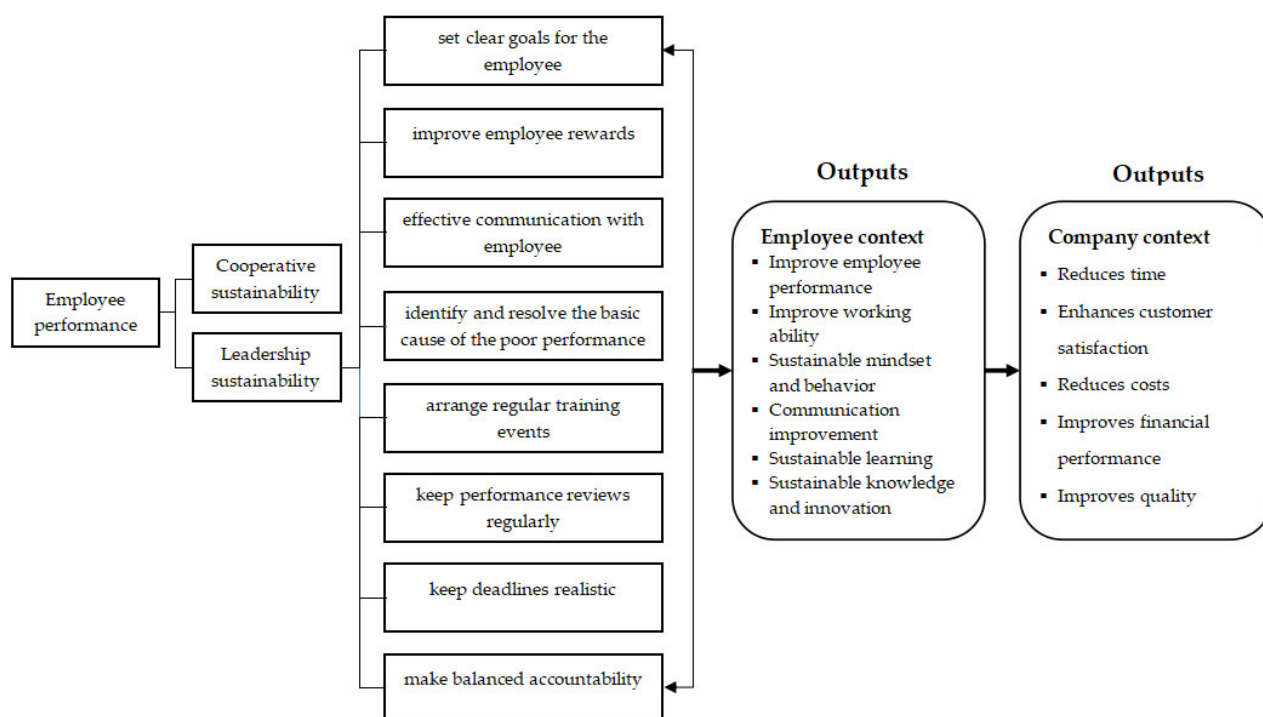 Employee
performance
Cooperative
sustainability
Leadership
sustainability
set clear goals for the
employee
improve employee rewards
effective communication with
employee
identify and resolve the basic
cause of the poor performance
arrange regular training
events
keep performance reviews
regularly
keep deadlines realistic
make balanced accountability
Outputs
Employee context
▪ Improve employee
performance
▪ Improve working
ability
▪ Sustainable mindset
and behavior
▪ Communication
improvement
▪ Sustainable learning
▪ Sustainable knowledge
and innovation
Outputs
Company context
▪ Reduces time
▪ Enhances customer
satisfaction
▪ Reduces costs
▪ Improves financial
performance
▪ Improves quality